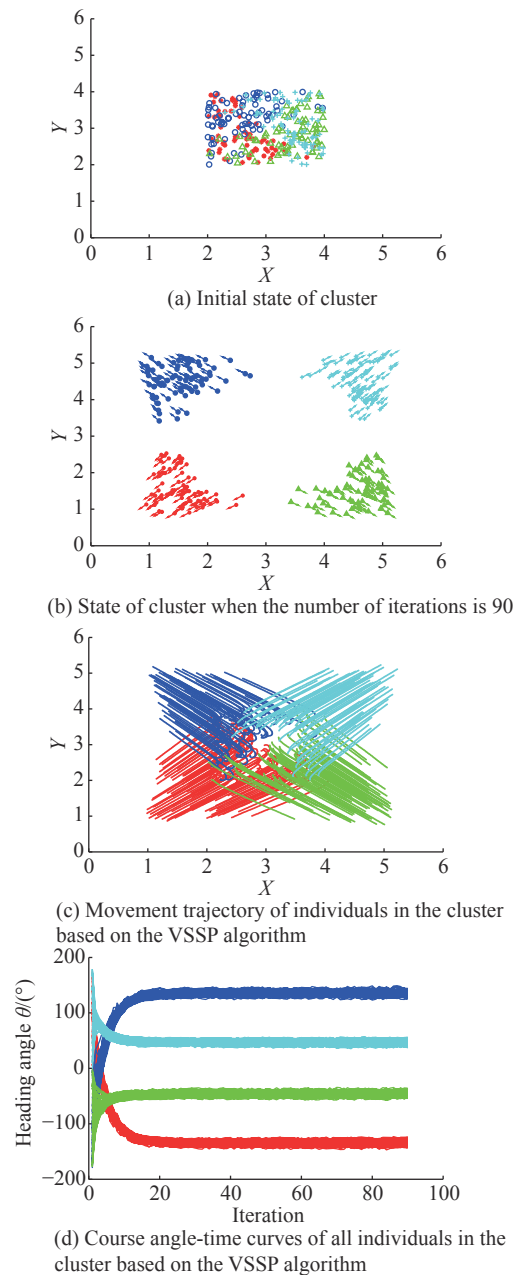 6
5
4
3
2
1
0
Y
0 1 2 3 4 5 6
X
(a) Initial state of cluster
6
5
4
3
2
1
0
Y
0 1 2 3 4 5 6
X
(b) State of cluster when the number of iterations is 90
6
5
4
3
2
1
0
Y
0 1 2 3 4 5 6
X
(c) Movement trajectory of individuals in the cluster
based on the VSSP algorithm
200
100
0
−100
−200
Heading angle θ/(°)
0 20 40 60 80 100
Iteration
(d) Course angle-time curves of all individuals in the
cluster based on the VSSP algorithm